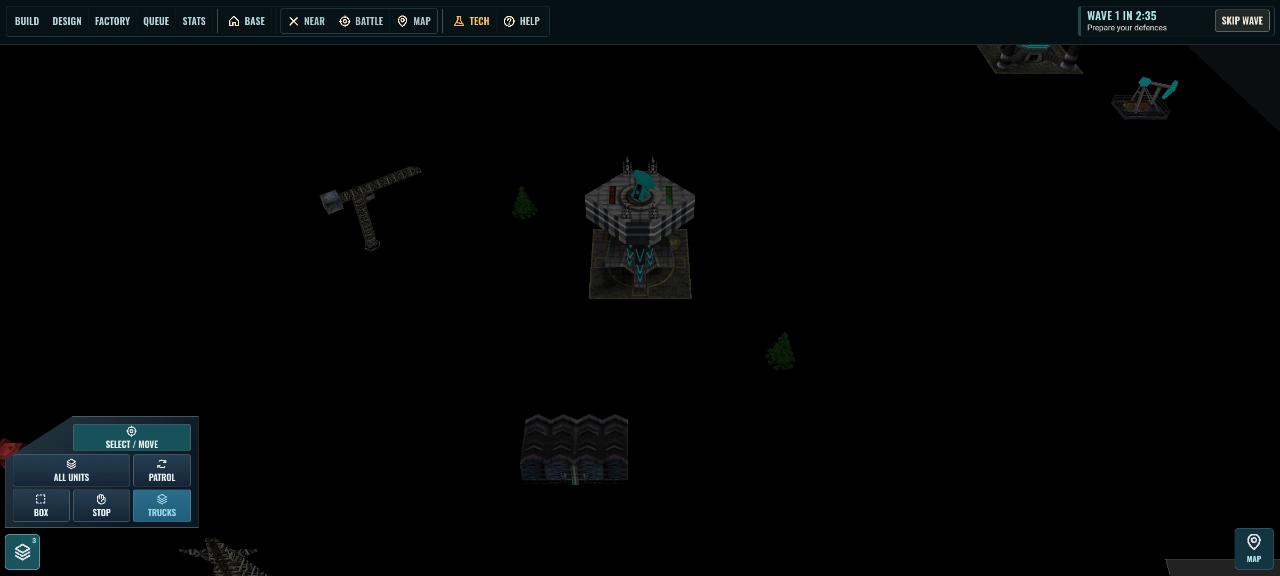 BUILD DESIGN FACTORY QUEUE STATS BASE NEAR BATTLE MAP TECH HELP
WAVE 1 IN 2:35
Prepare your defences
SKIP WAVE
SELECT / MOVE
ALL UNITS PATROL
BOX STOP TRUCKS
3
MAP